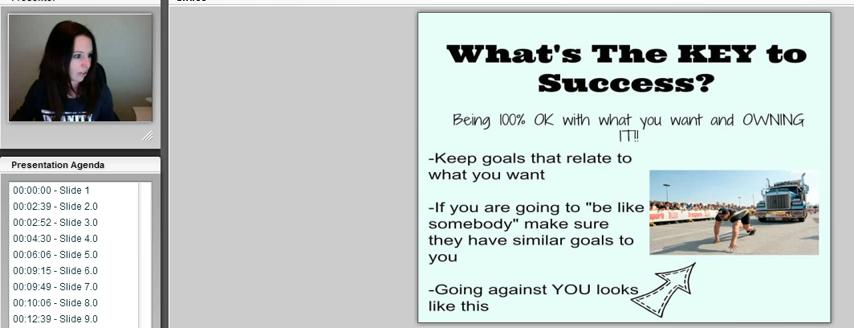 Presentation Agenda
00:00:00 - Slide 1
00:02:39 - Slide 2.0
00:02:52 - Slide 3.0
00:04:30 - Slide 4.0
00:06:06 - Slide 5.0
00:09:15 - Slide 6.0
00:09:49 - Slide 7.0
00:10:06 - Slide 8.0
00:12:39 - Slide 9.0
What's The KEY to
Success?
Being 100% OK with what you want and OWNING
IT!!
-Keep goals that relate to
what you want
-If you are going to "be like
somebody" make sure
they have similar goals to
you
-Going against YOU looks
like this